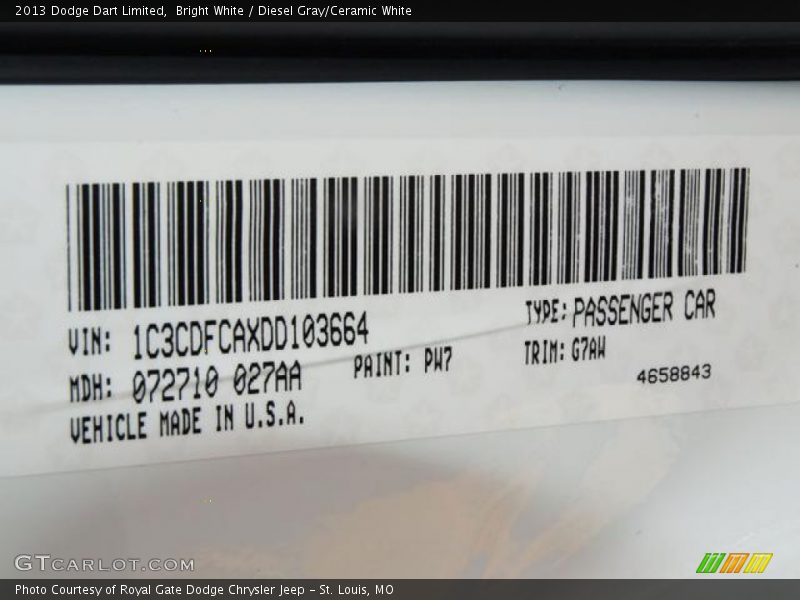 2013 Dodge Dart Limited, Bright White / Diesel Gray/Ceramic White
VIN: 1C3CDFCAXDD103664 TYPE: PASSENGER CAR
MDH: 072710 027AA PAINT: PW7 TRIM: G7AW
VEHICLE MADE IN U.S.A. 4658843
GTCARLOT.COM
Photo Courtesy of Royal Gate Dodge Chrysler Jeep – St. Louis, MO